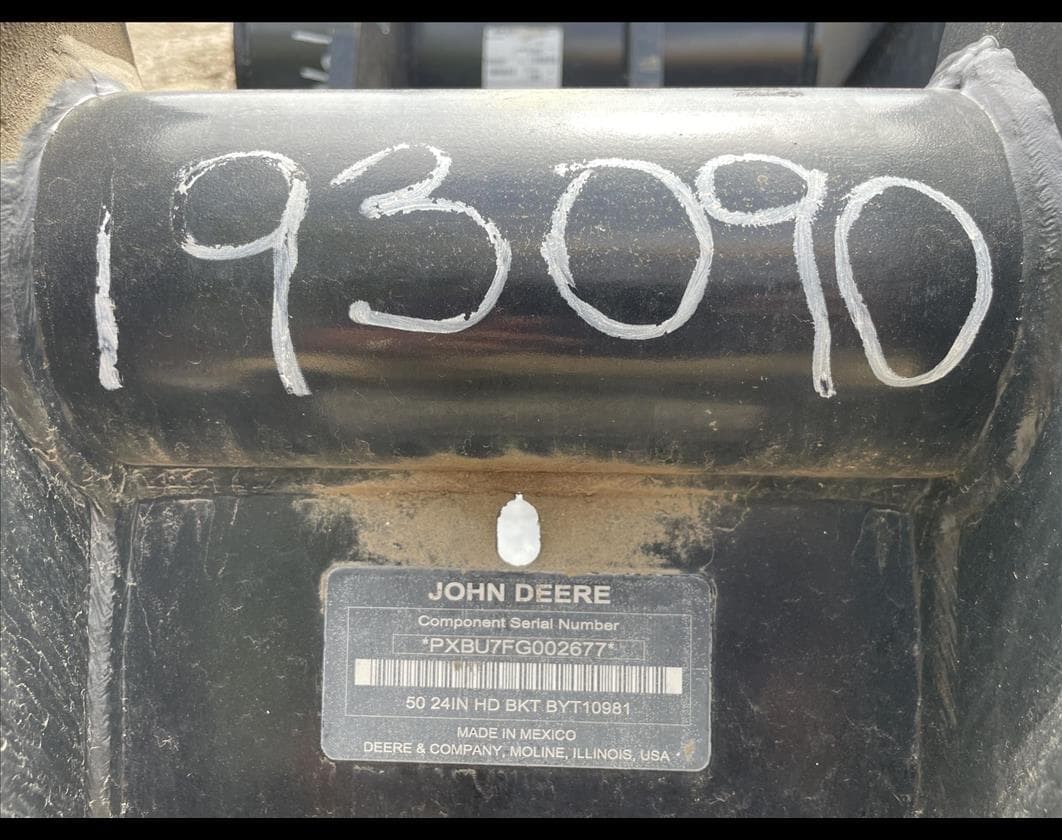 193090
JOHN DEERE
Component Serial Number
*PXBU7FG002677*
50 24IN HD BKT BYT10981
MADE IN MEXICO
DEERE & COMPANY, MOLINE, ILLINOIS, USA